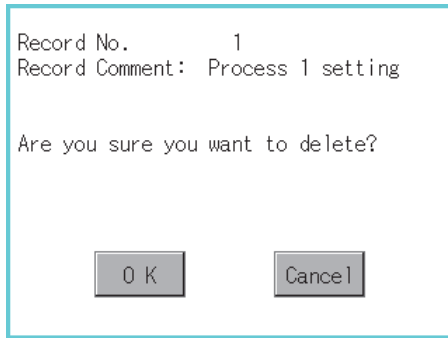 Record No. 1
Record Comment: Process 1 setting
Are you sure you want to delete?
OK Cancel